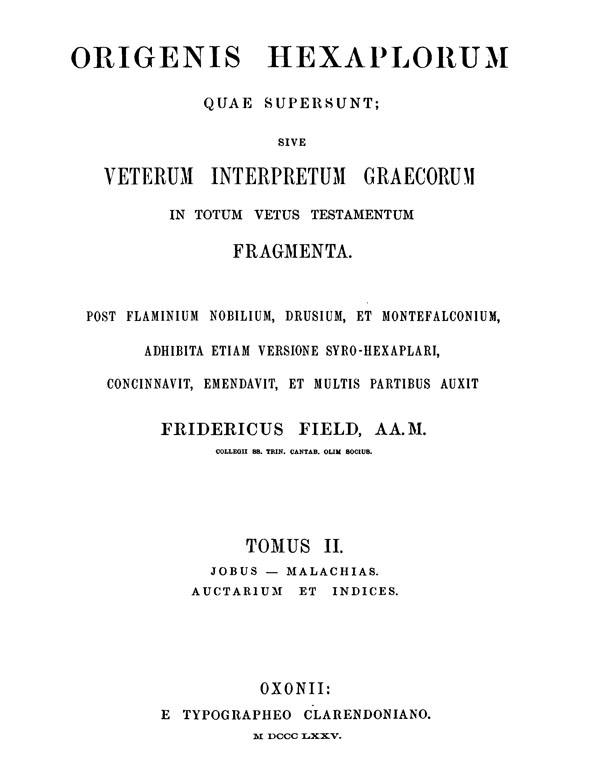 ORIGENIS HEXAPLORUM
QUAE SUPERSUNT;
SIVE
VETERUM INTERPRETUM GRAECORUM
IN TOTUM VETUS TESTAMENTUM
FRAGMENTA.
POST FLAMINIUM NOBILIUM, DRUSIUM, ET MONTEFALCONIUM,
ADHIBITA ETIAM VERSIONE SYRO-HEXAPLARI,
CONCINNAVIT, EMENDAVIT, ET MULTIS PARTIBUS AUXIT
FRIDERICUS FIELD, AA.M.
COLLEGII SS. TRIN. CANTAB. OLIM SOCIUS.
TOMUS II.
JOBUS — MALACHIAS.
AUCTARIUM ET INDICES.
OXONII:
E TYPOGRAPHEO CLARENDONIANO.
M DCCC LXXV.